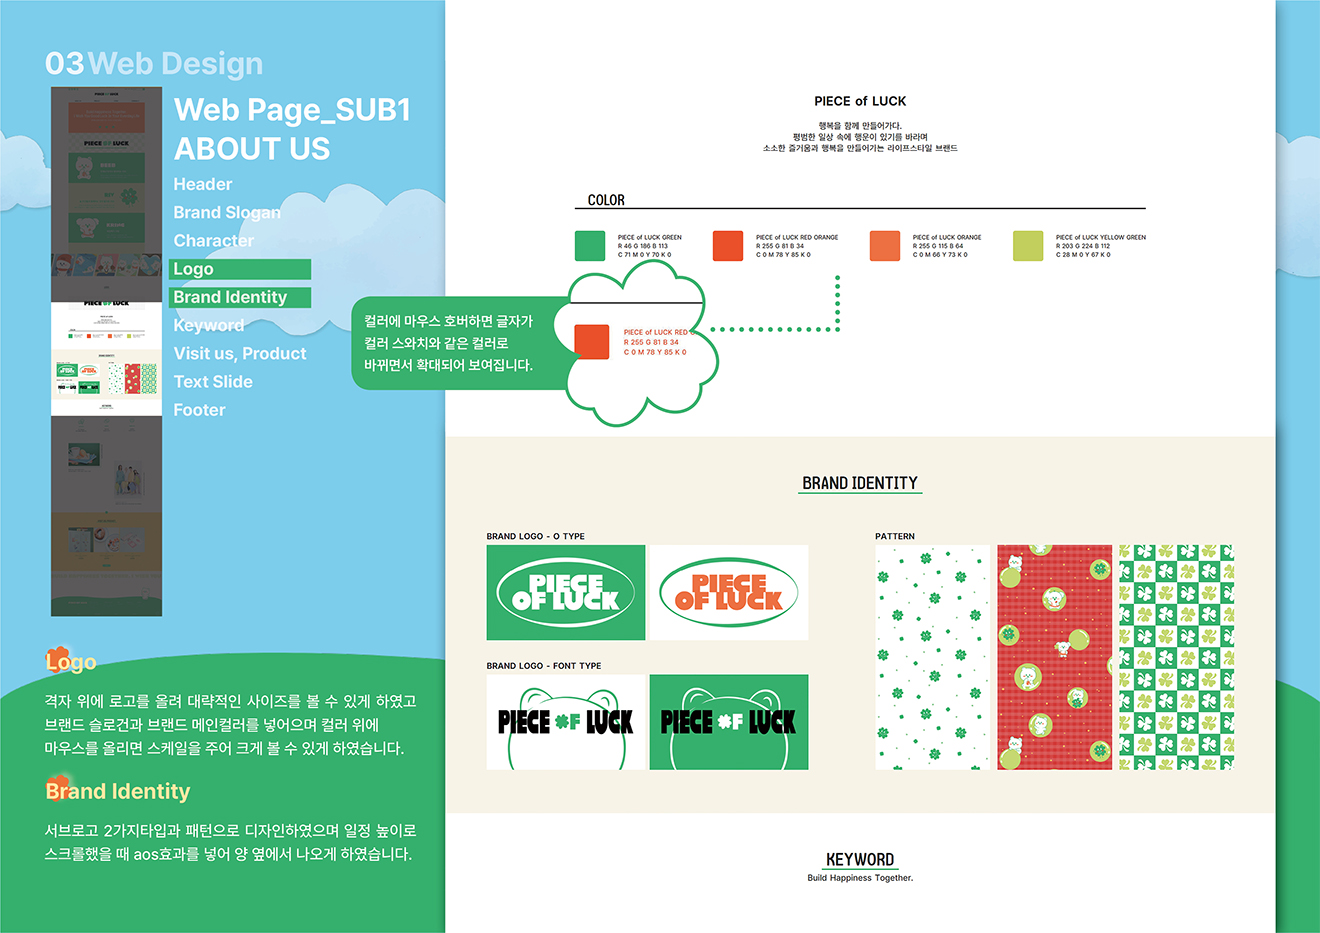 03 Web Design
Web Page_SUB1
ABOUT US
Header
Brand Slogan
Character
Logo
Brand Identity
Keyword
Visit us, Product
Text Slide
Footer
Logo
격자 위에 로고를 올려 대략적인 사이즈를 볼 수 있게 하였고
브랜드 슬로건과 브랜드 메인컬러를 넣어으며 컬러 위에
마우스를 올리면 스케일을 주어 크게 볼 수 있게 하였습니다.
Brand Identity
서브로고 2가지타입과 패턴으로 디자인하였으며 일정 높이로
스크롤했을 때 aos효과를 넣어 양 옆에서 나오게 하였습니다.
PIECE of LUCK
행복을 함께 만들어가다.
평범한 일상 속에 행운이 있기를 바라며
소소한 즐거움과 행복을 만들어가는 라이프스타일 브랜드
COLOR
PIECE of LUCK GREEN
R 46 G 186 B 113
C 71 M 0 Y 70 K 0
PIECE of LUCK RED ORANGE
R 255 G 81 B 34
C 0 M 78 Y 85 K 0
PIECE of LUCK ORANGE
R 255 G 115 B 64
C 0 M 66 Y 73 K 0
PIECE of LUCK YELLOW GREEN
R 203 G 224 B 112
C 28 M 0 Y 67 K 0
컬러에 마우스 호버하면 글자가
컬러 스와치와 같은 컬러로
바뀌면서 확대되어 보여집니다.
PIECE of LUCK RED
R 255 G 81 B 34
C 0 M 78 Y 85 K 0
BRAND IDENTITY
BRAND LOGO - O TYPE
PIECE
OF LUCK
PIECE
OF LUCK
BRAND LOGO - FONT TYPE
PIECE OF LUCK
PIECE OF LUCK
PATTERN
KEYWORD
Build Happiness Together.